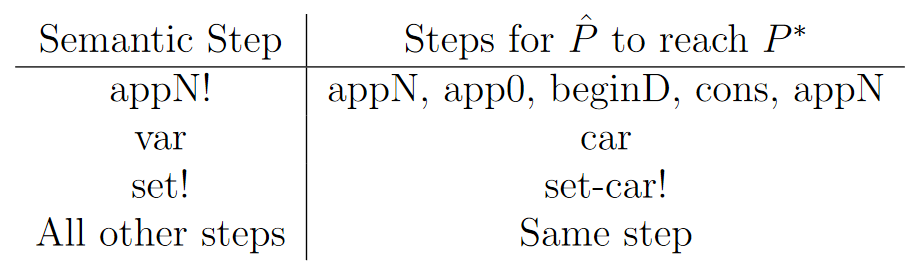 Semantic Step Steps for P̂ to reach P*
appN! appN, app0, beginD, cons, appN
var car
set! set-car!
All other steps Same step